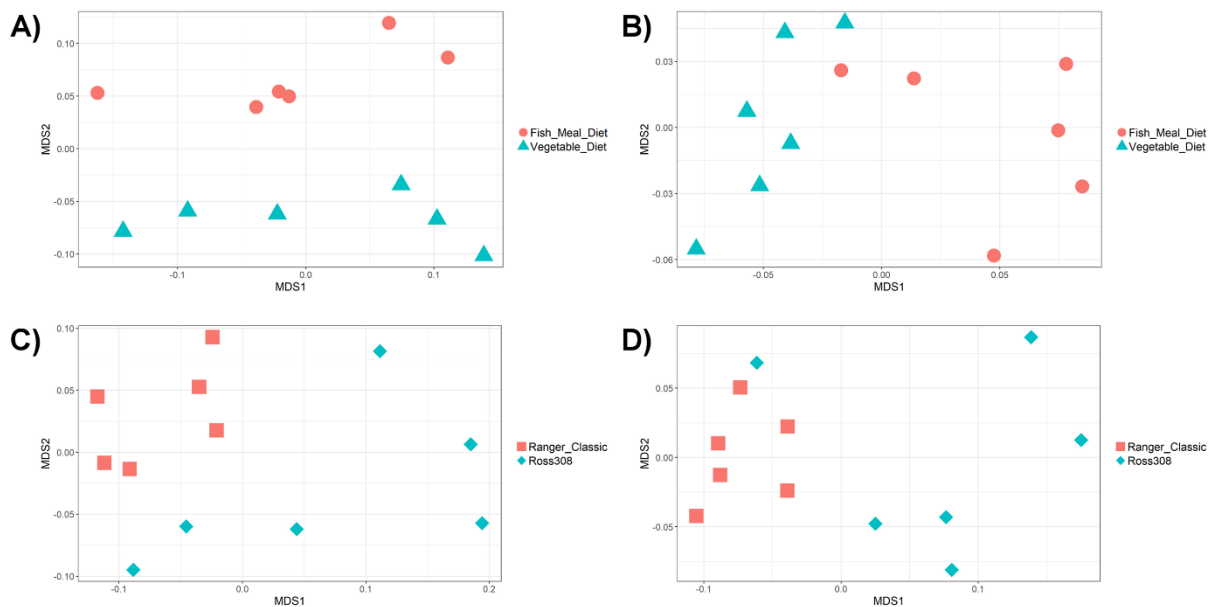 A)
0.10
0.05
0.00
-0.05
-0.10
MDS2
-0.1
0.0
0.1
MDS1
Fish_Meal_Diet
Vegetable_Diet
B)
0.03
0.00
-0.03
-0.06
MDS2
-0.05
0.00
0.05
MDS1
Fish_Meal_Diet
Vegetable_Diet
C)
0.10
0.05
0.00
-0.05
-0.10
MDS2
-0.1
0.0
0.1
0.2
MDS1
Ranger_Classic
Ross308
D)
0.05
0.00
-0.05
MDS2
-0.1
0.0
0.1
MDS1
Ranger_Classic
Ross308